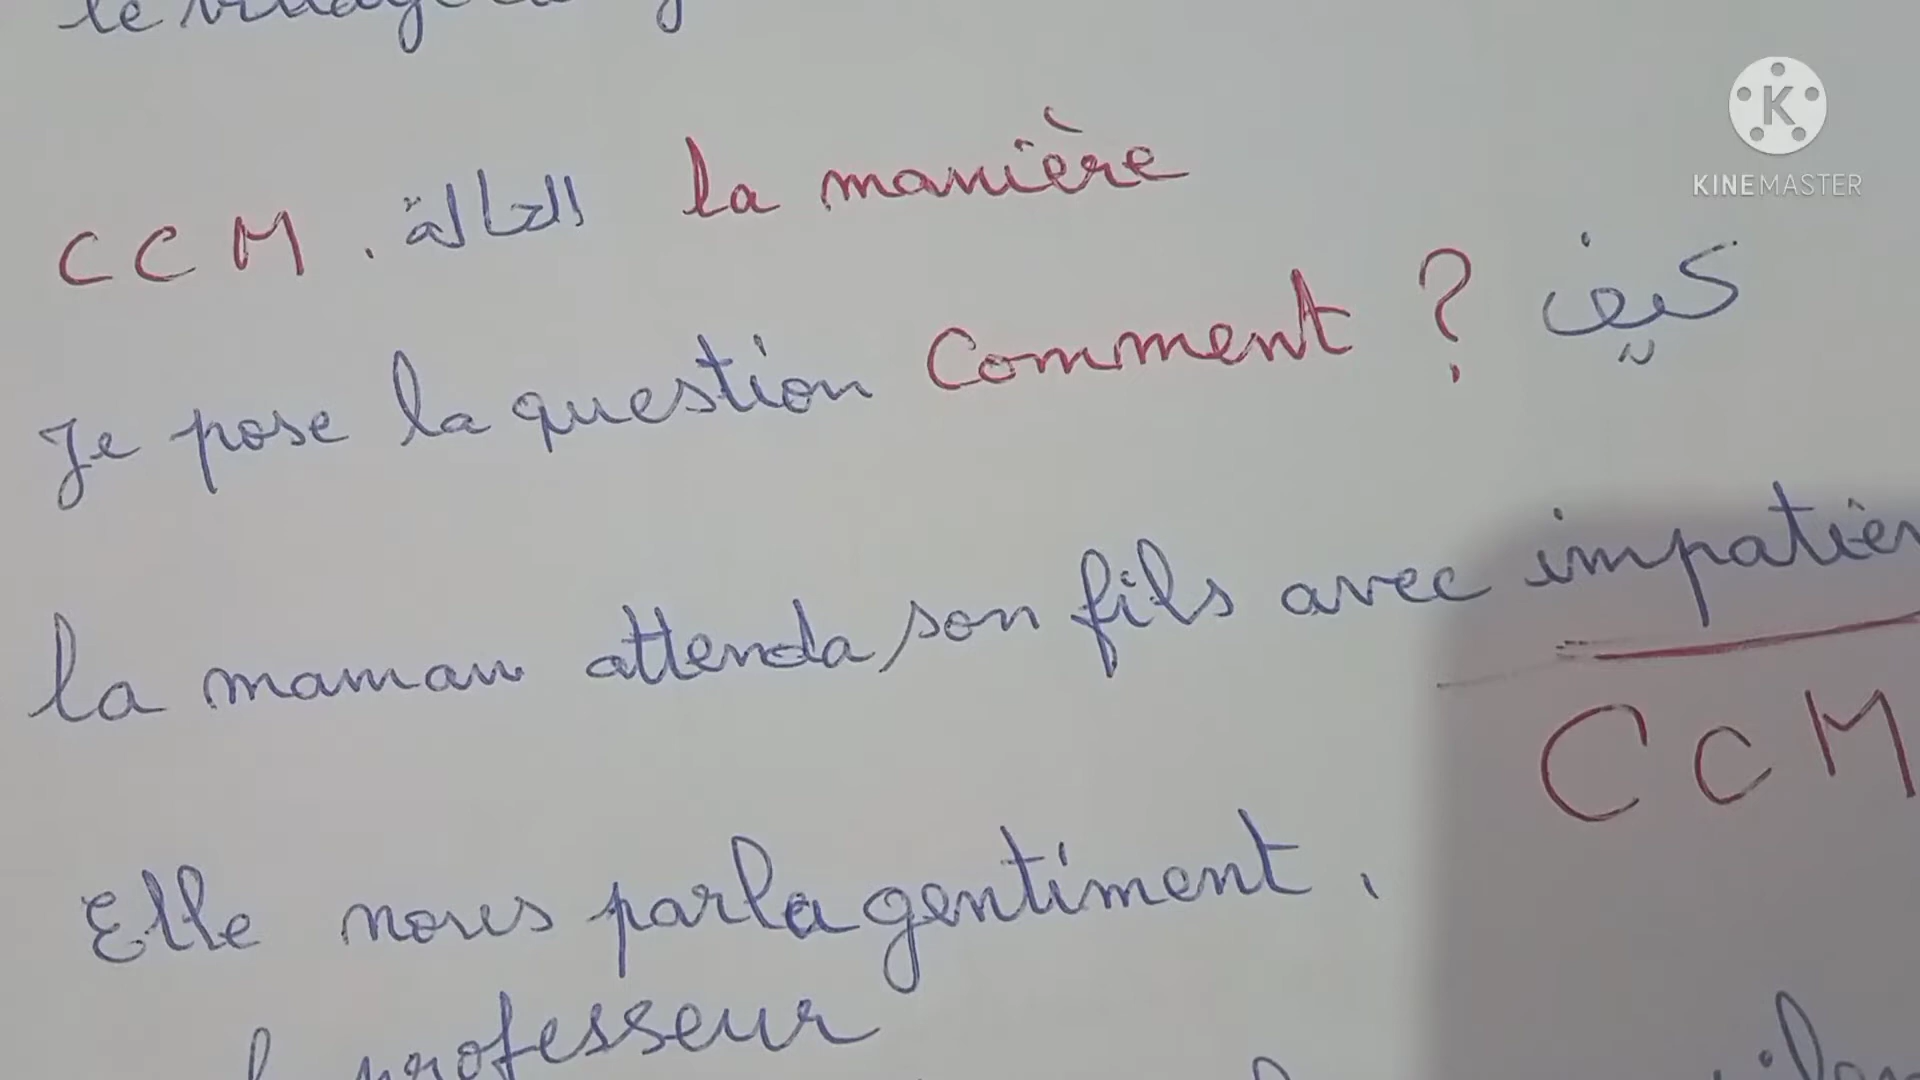 CCM. الحالة la manière
Je pose la question Comment ? كيف
la maman attenda son fils avec impatien
CCM
Elle nous parla gentiment.
professeur
KINEMASTER